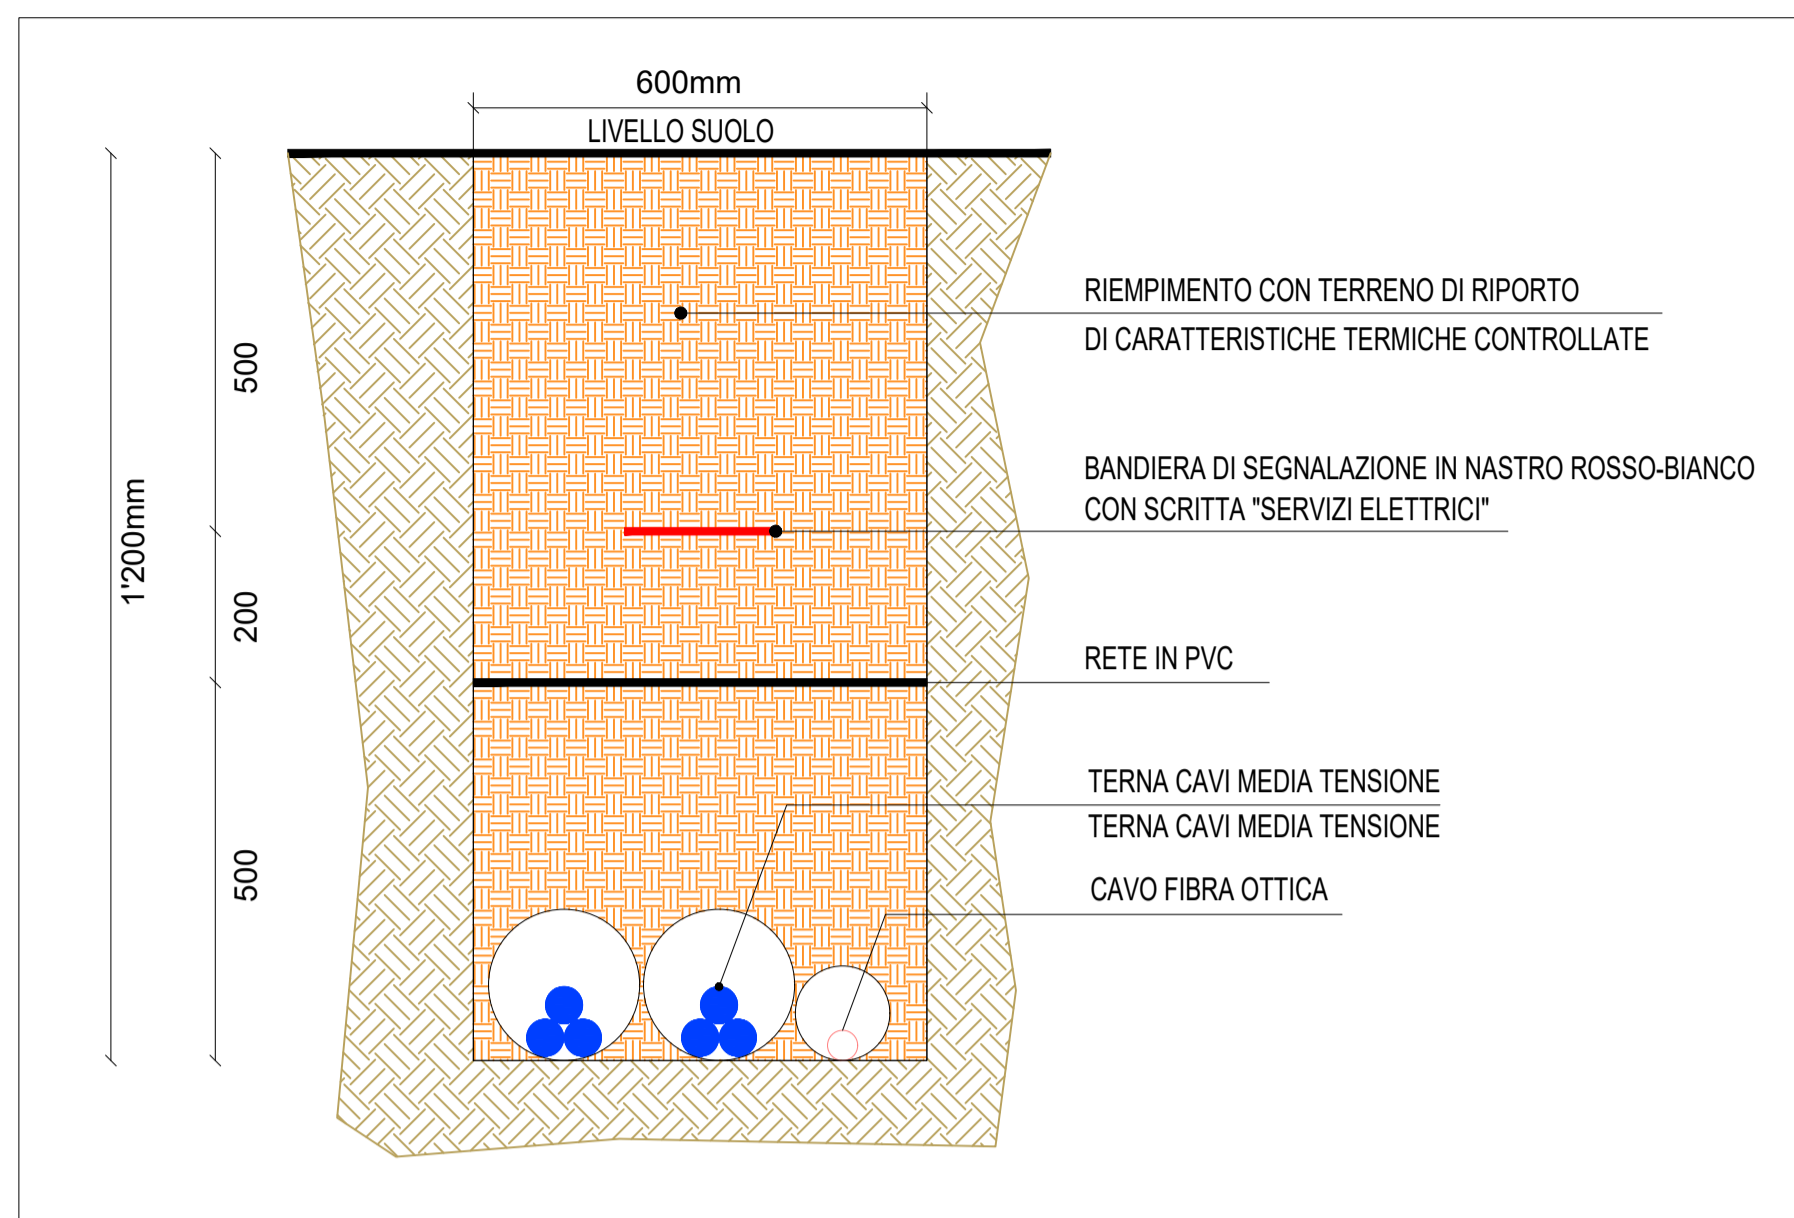 600mm
LIVELLO SUOLO
RIEMPIMENTO CON TERRENO DI RIPORTO
DI CARATTERISTICHE TERMICHE CONTROLLATE
500
BANDIERA DI SEGNALAZIONE IN NASTRO ROSSO-BIANCO
CON SCRITTA "SERVIZI ELETTRICI"
1'200mm
200
RETE IN PVC
TERNA CAVI MEDIA TENSIONE
TERNA CAVI MEDIA TENSIONE
500
CAVO FIBRA OTTICA